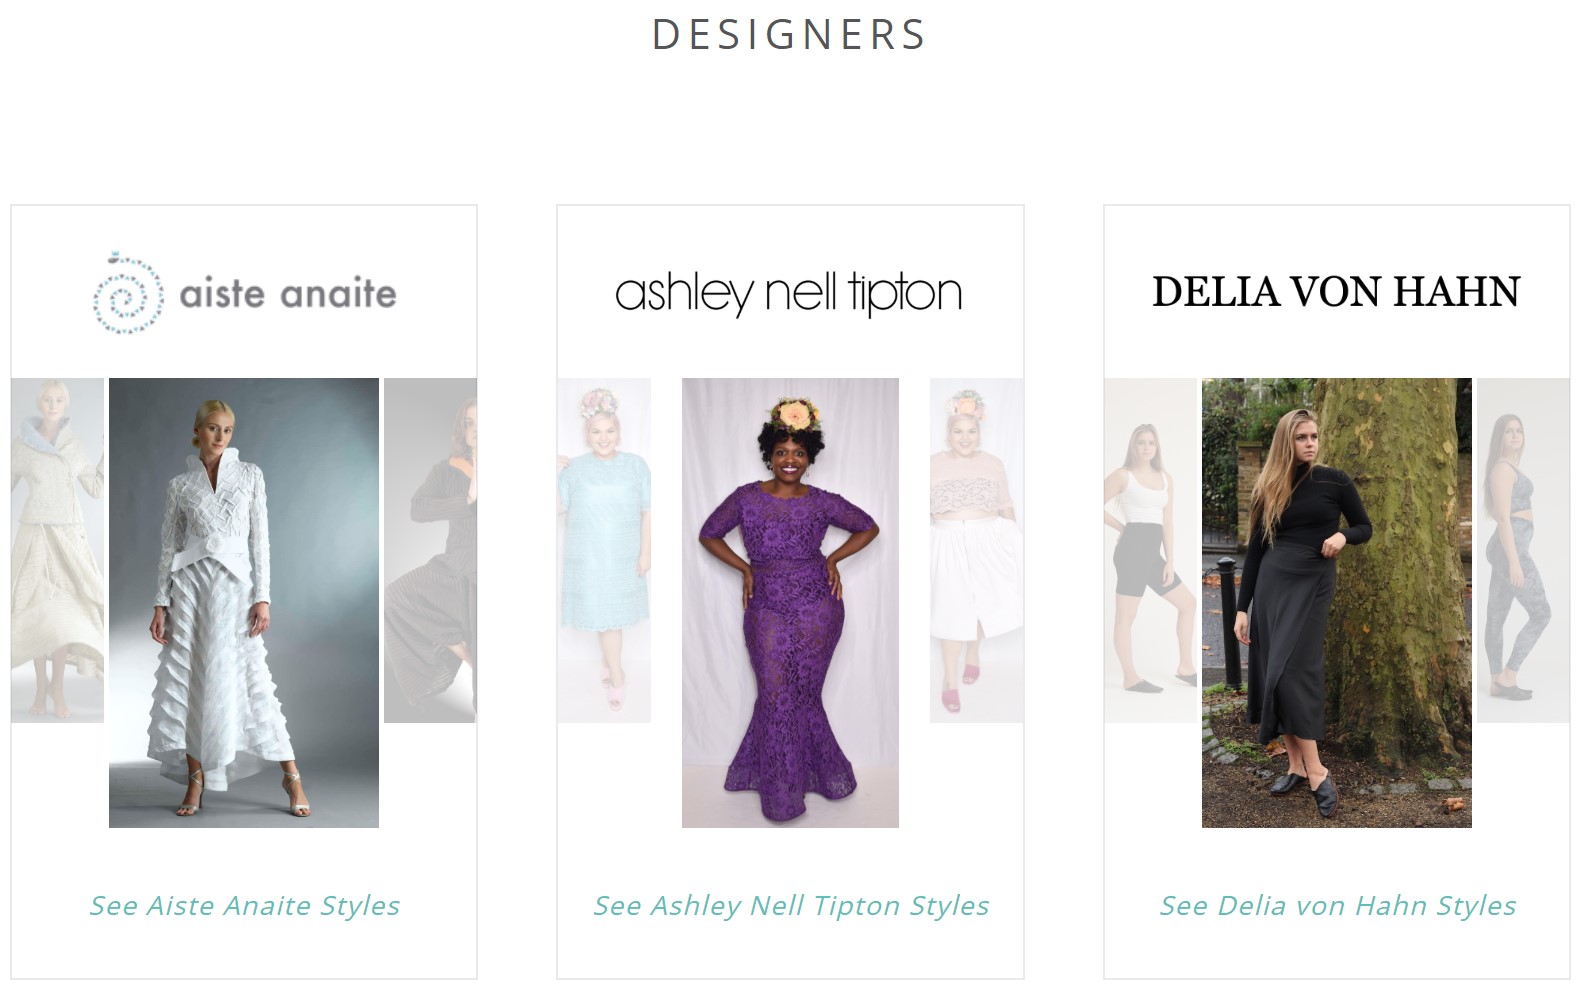 DESIGNERS
aiste anaite
ashley nell tipton
DELIA VON HAHN
See Aiste Anaite Styles
See Ashley Nell Tipton Styles
See Delia von Hahn Styles